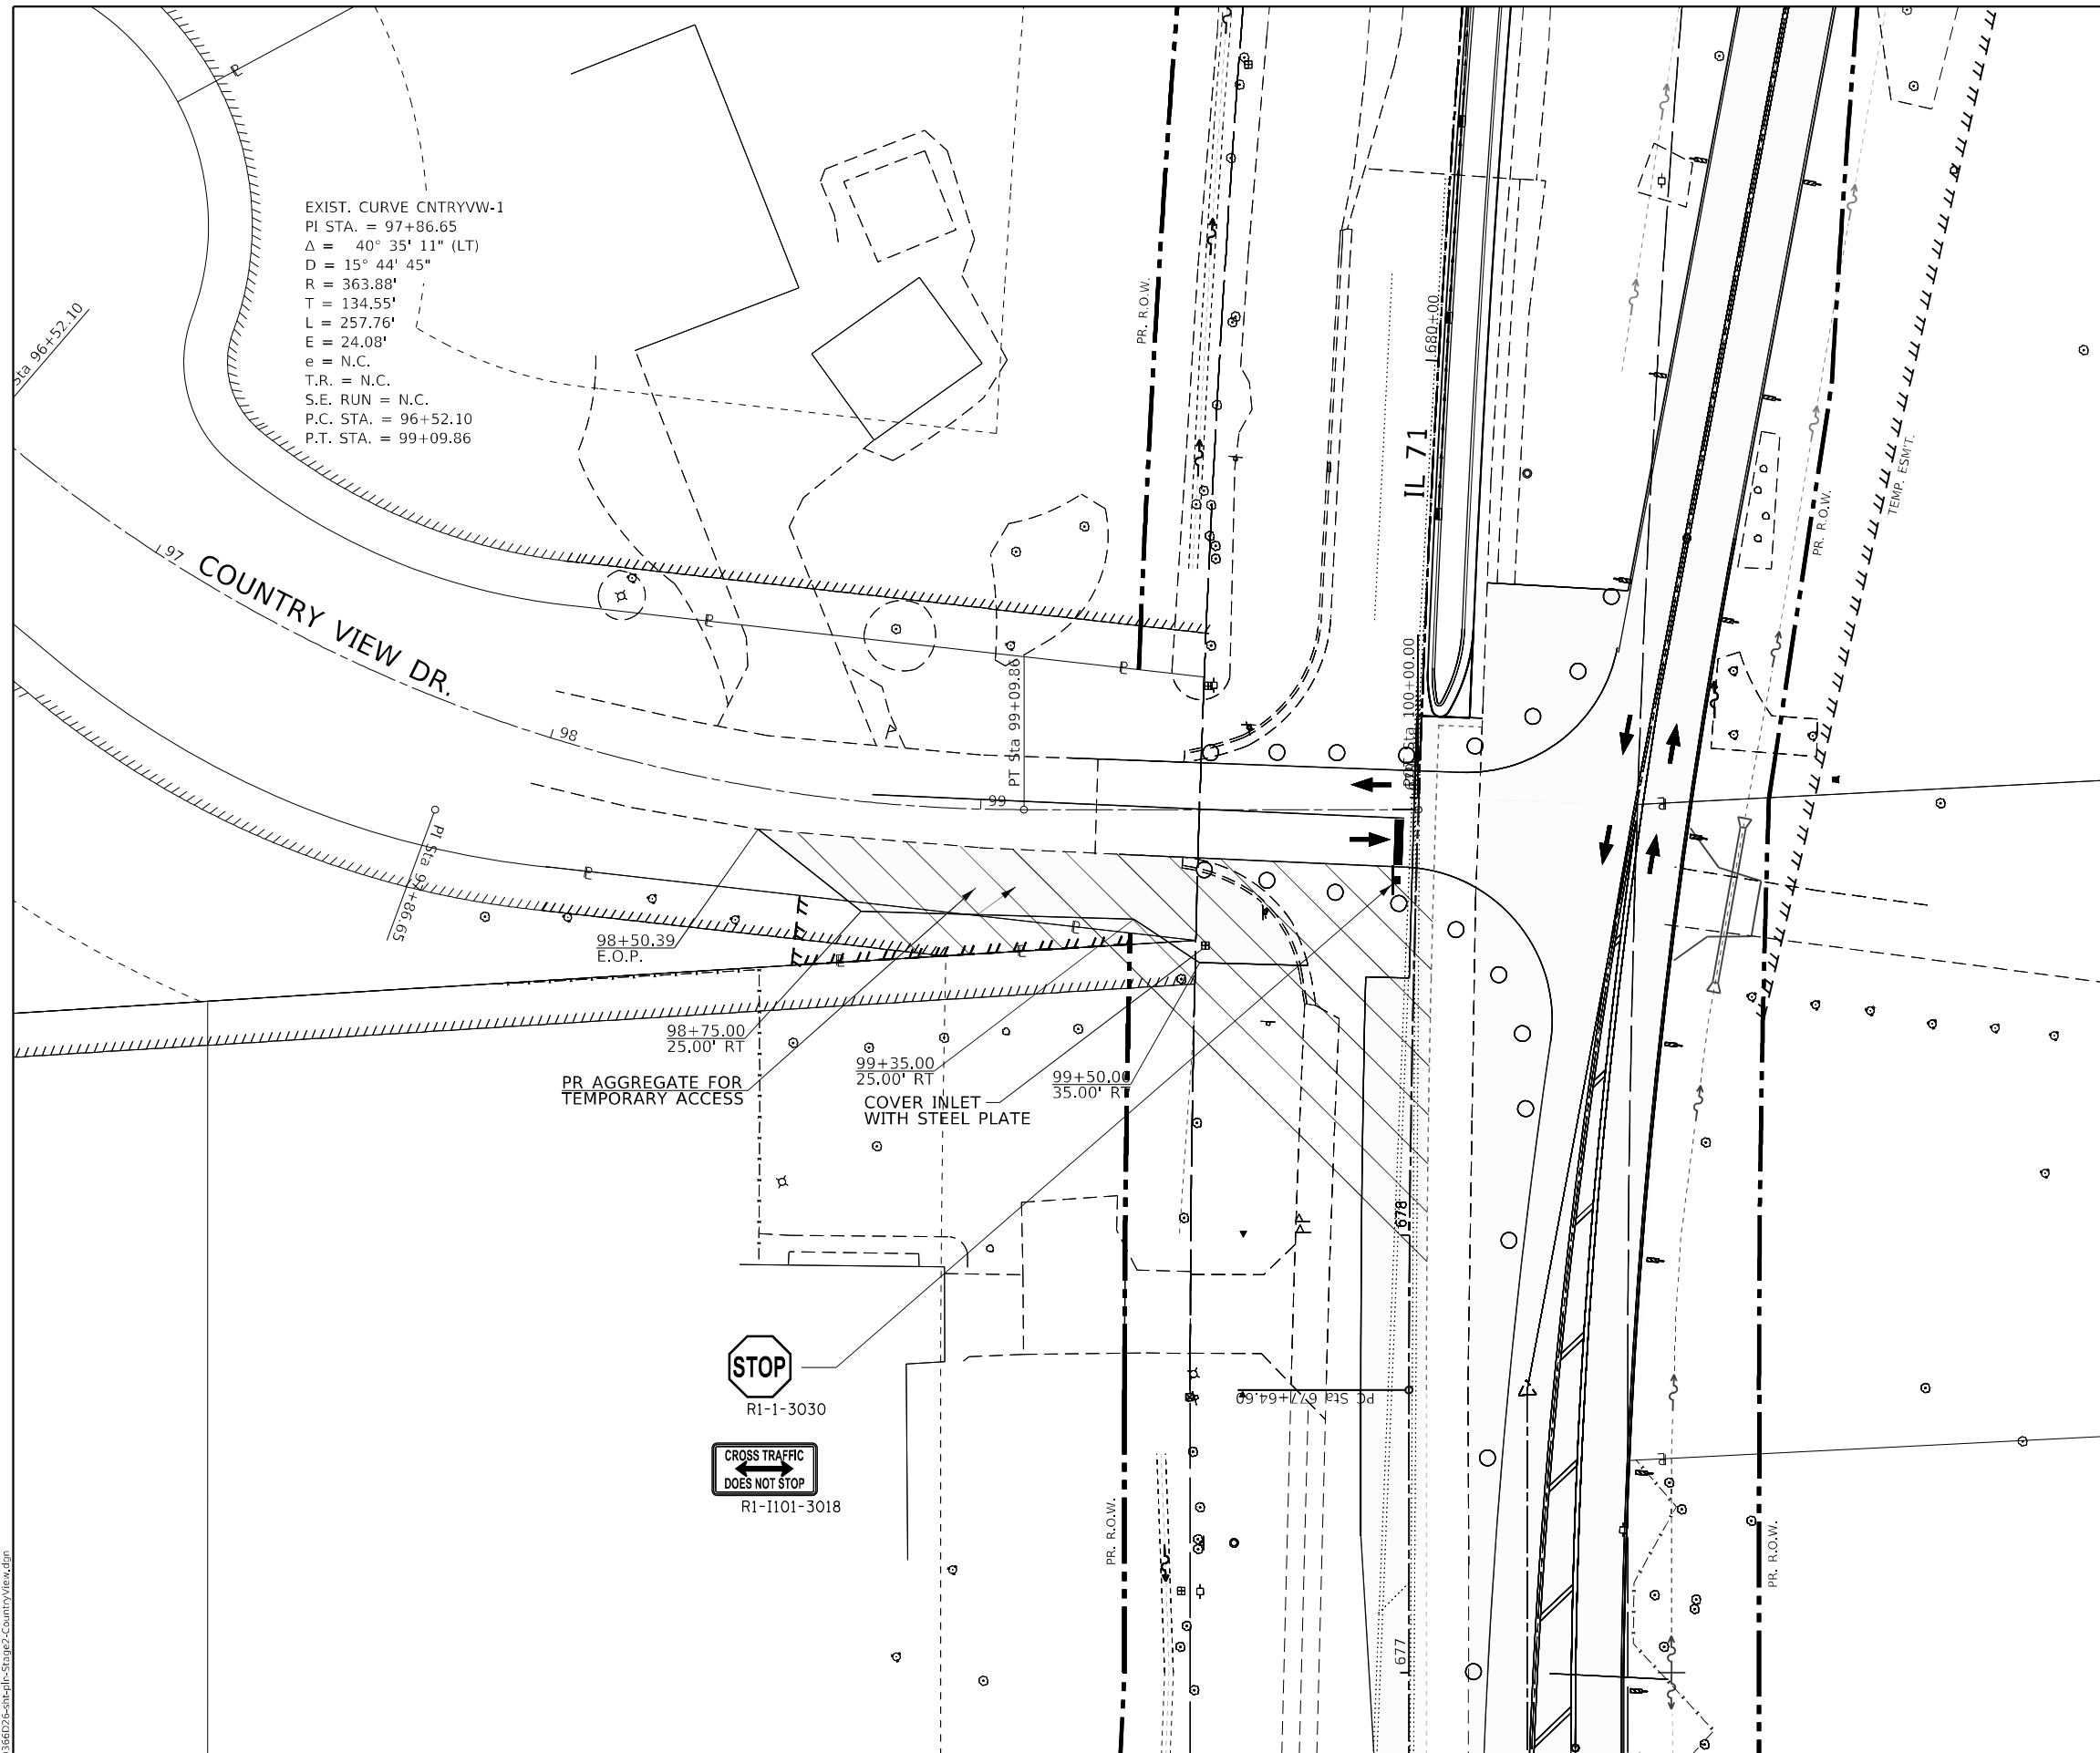 EXIST. CURVE CNTRYVW-1
PI STA. = 97+86.65
Δ = 40° 35' 11" (LT)
D = 15° 44' 45"
R = 363.88'
T = 134.55'
L = 257.76'
E = 24.08'
e = N.C.
T.R. = N.C.
S.E. RUN = N.C.
P.C. STA. = 96+52.10
P.T. STA. = 99+09.86
Sta 96+52.10
PR. R.O.W.
680+00
IL 71
PR. R.O.W.
TEMP. ESM'T.
97
COUNTRY VIEW DR.
98
99
PT Sta 99+09.86
Sta 100+00.00
PI Sta 97+86.65
98+50.39
E.O.P.
98+75.00
25.00' RT
99+35.00
25.00' RT
99+50.00
35.00' RT
PR AGGREGATE FOR
TEMPORARY ACCESS
COVER INLET
WITH STEEL PLATE
678
STOP
R1-1-3030
PC Sta 677+64.60
CROSS TRAFFIC
DOES NOT STOP
R1-I101-3018
PR. R.O.W.
PR. R.O.W.
677
366D26-sht-pln-Stage2-CountryView.dgn